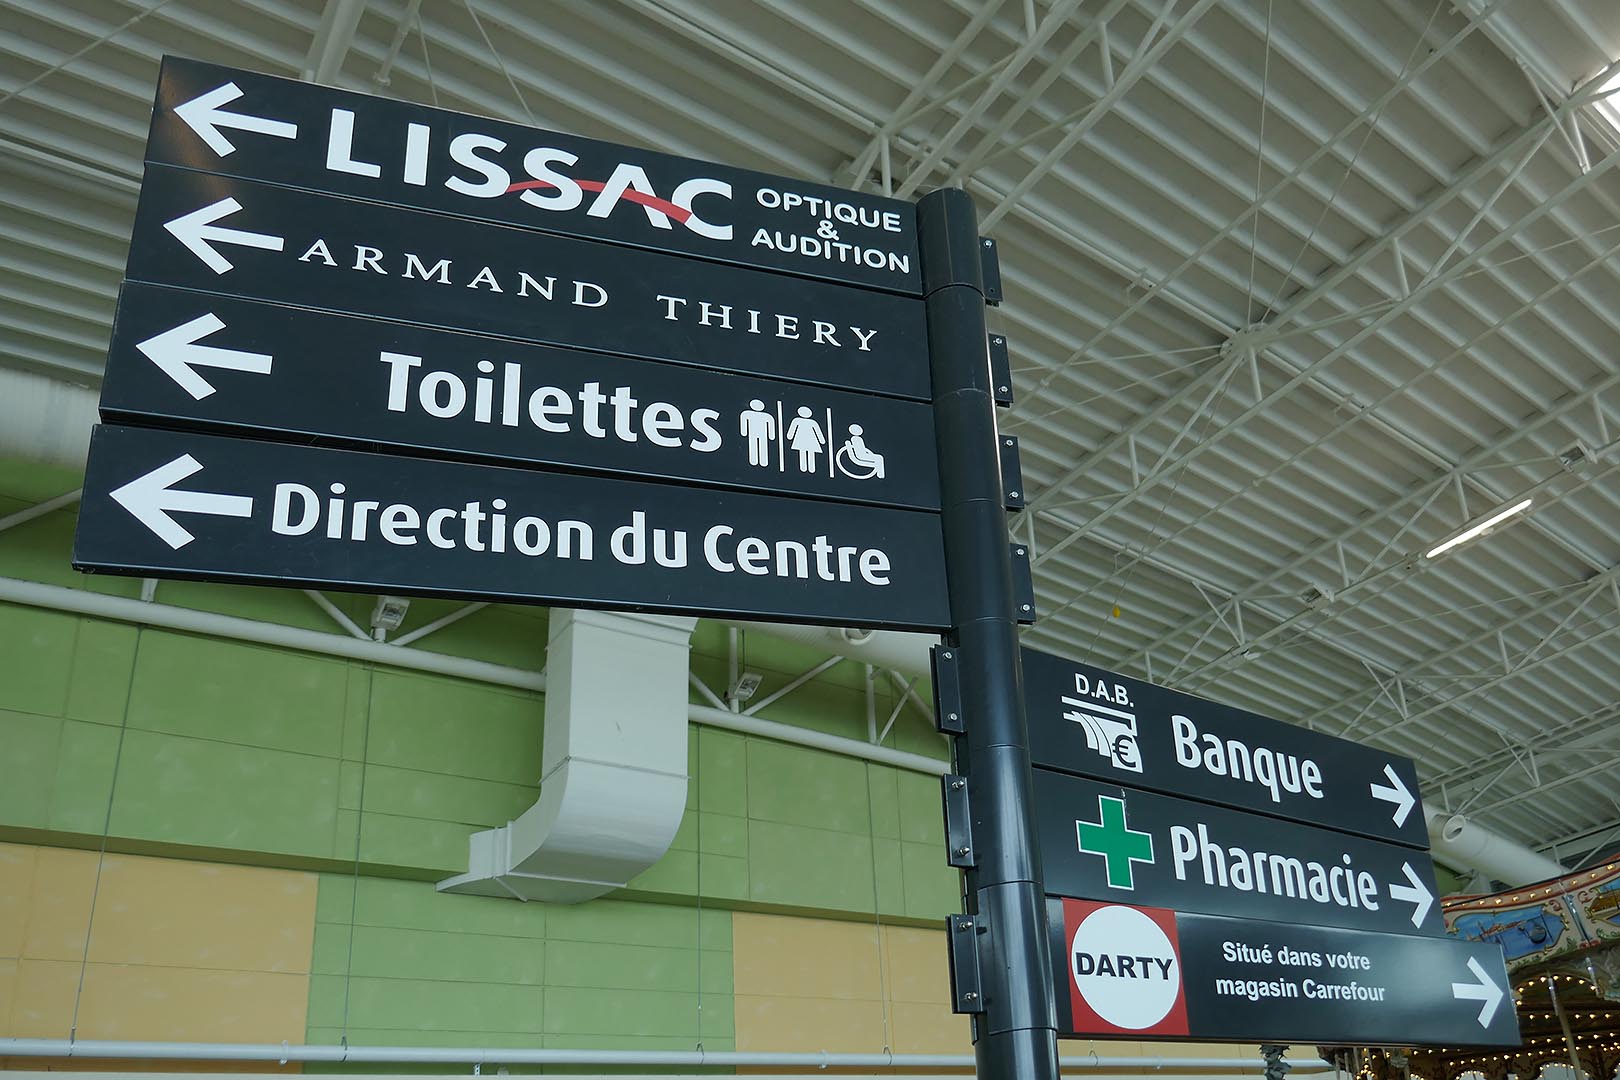 LISSAC
OPTIQUE
&
AUDITION
ARMAND THIERY
Toilettes
Direction du Centre
D.A.B.
€
Banque
Pharmacie
DARTY
Situé dans votre
magasin Carrefour